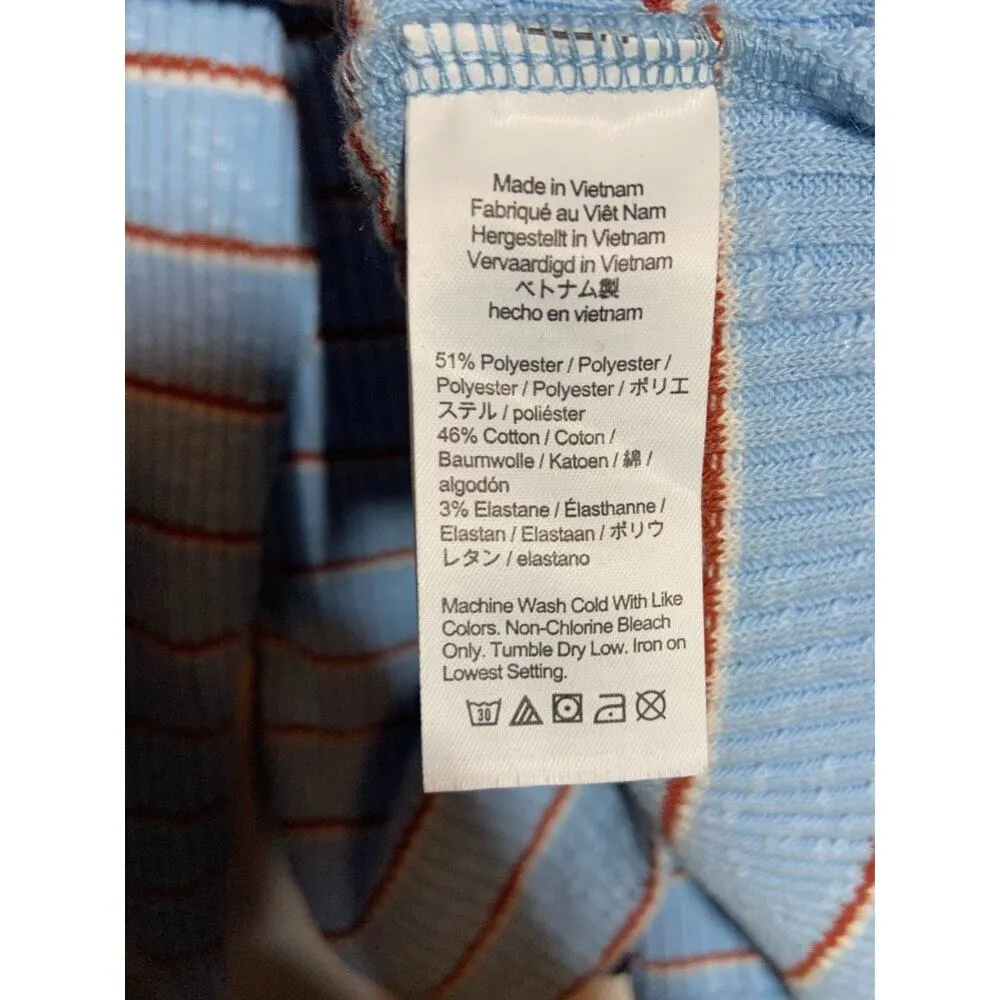 Made in Vietnam
Fabriqué au Viêt Nam
Hergestellt in Vietnam
Vervaardigd in Vietnam
ベトナム製
hecho en vietnam
51% Polyester / Polyester /
Polyester / Polyester / ポリエ
ステル / poliéster
46% Cotton / Coton /
Baumwolle / Katoen / 綿 /
algodón
3% Elastane / Élasthanne /
Elastan / Elastaan / ポリウ
レタン / elastano
Machine Wash Cold With Like
Colors. Non-Chlorine Bleach
Only. Tumble Dry Low. Iron on
Lowest Setting.
30